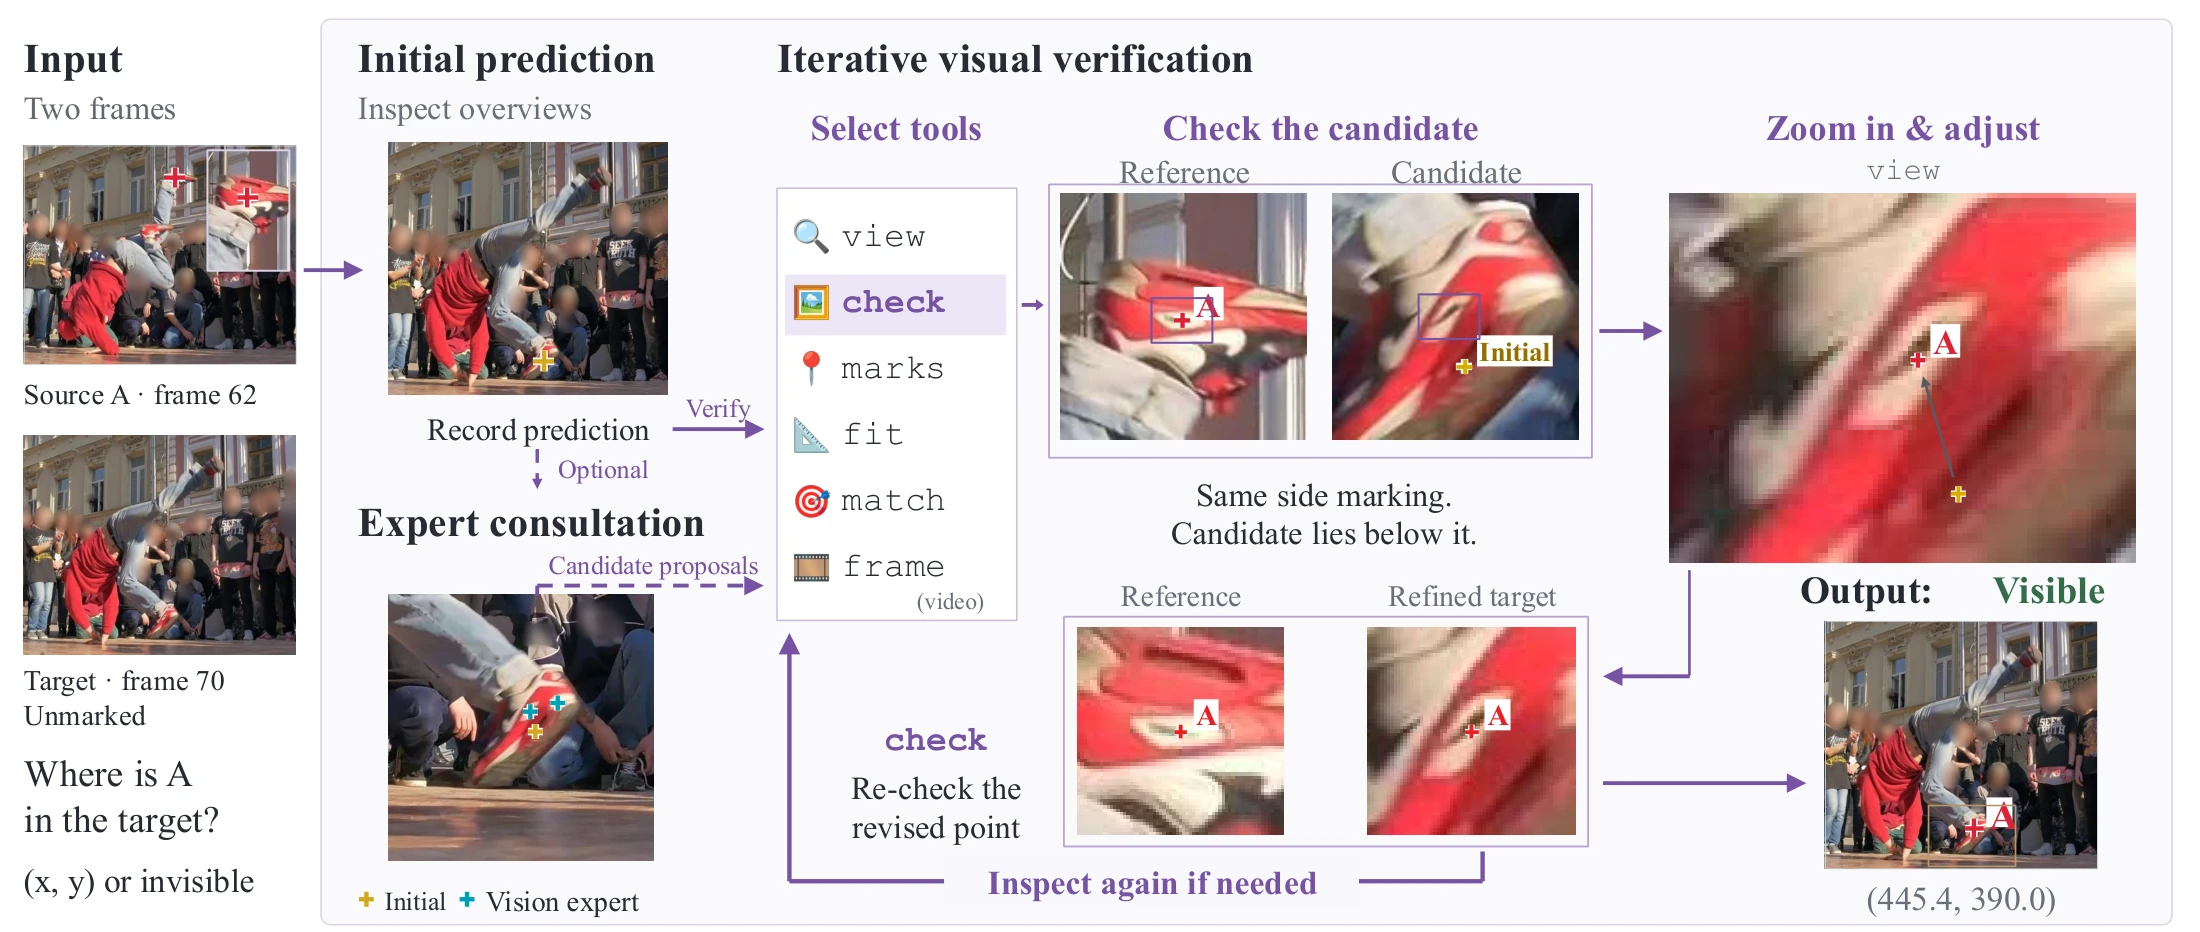 Input
Two frames
Source A · frame 62
Target · frame 70
Unmarked
Where is A
in the target?
(x, y) or invisible
Initial prediction
Inspect overviews
Record prediction
Verify
Optional
Expert consultation
Candidate proposals
Initial
Vision expert
Iterative visual verification
Select tools
view
check
marks
fit
match
frame
(video)
Check the candidate
Reference
Candidate
A
Initial
Same side marking.
Candidate lies below it.
Zoom in & adjust
view
A
Reference
Refined target
A
A
check
Re-check the
revised point
Inspect again if needed
Output: Visible
SEEK
TRUTH
A
(445.4, 390.0)